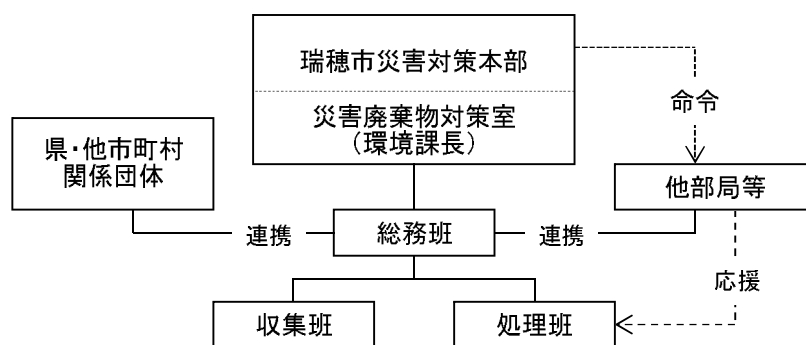 瑞穂市災害対策本部
災害廃棄物対策室
（環境課長）
命令
県・他市町村
関係団体
他部局等
連携
総務班
連携
応援
収集班
処理班